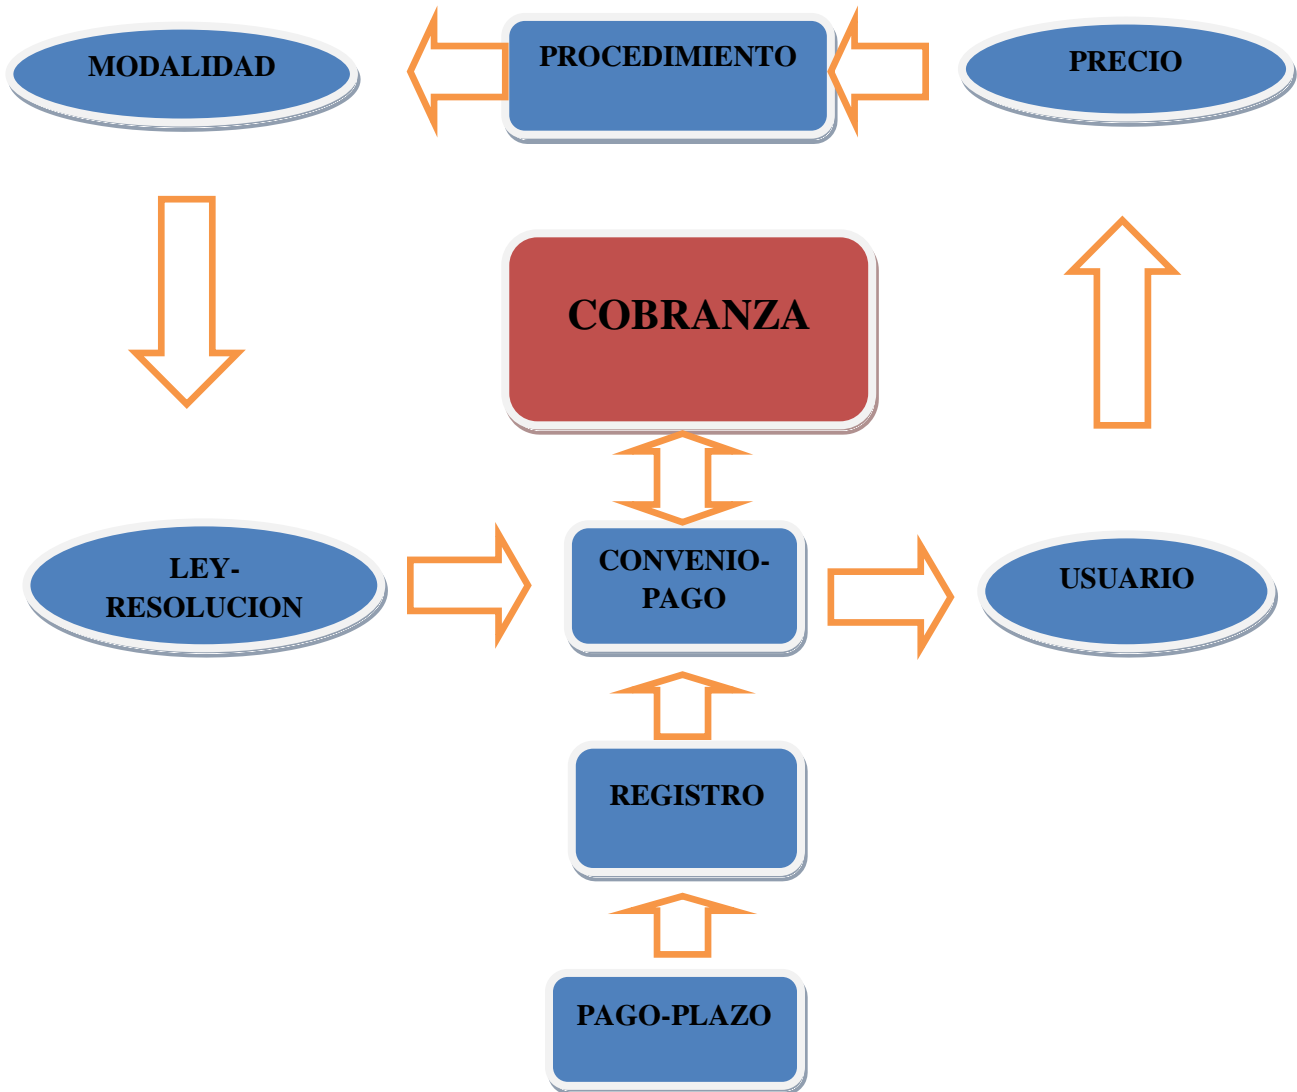 MODALIDAD
PROCEDIMIENTO
PRECIO
COBRANZA
LEY-
RESOLUCION
CONVENIO-
PAGO
USUARIO
REGISTRO
PAGO-PLAZO